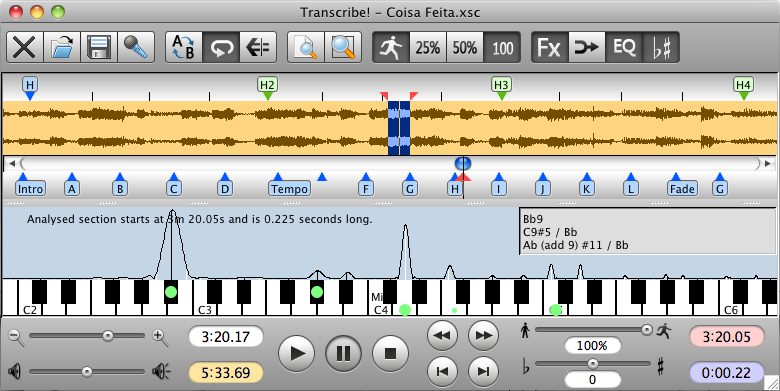 Transcribe! - Coisa Feita.xsc
A B 25% 50% 100 Fx EQ ♭♯
H H2 H3 H4
Intro A B C D Tempo F G H I J K L Fade G
Analysed section starts at 3m 20.05s and is 0.225 seconds long.
Bb9
C9#5 / Bb
Ab (add 9) #11 / Bb
C2 C3 Mi C4 C6
3:20.17 3:20.05
100%
5:33.69 ♭ ♯ 0:00.22
0